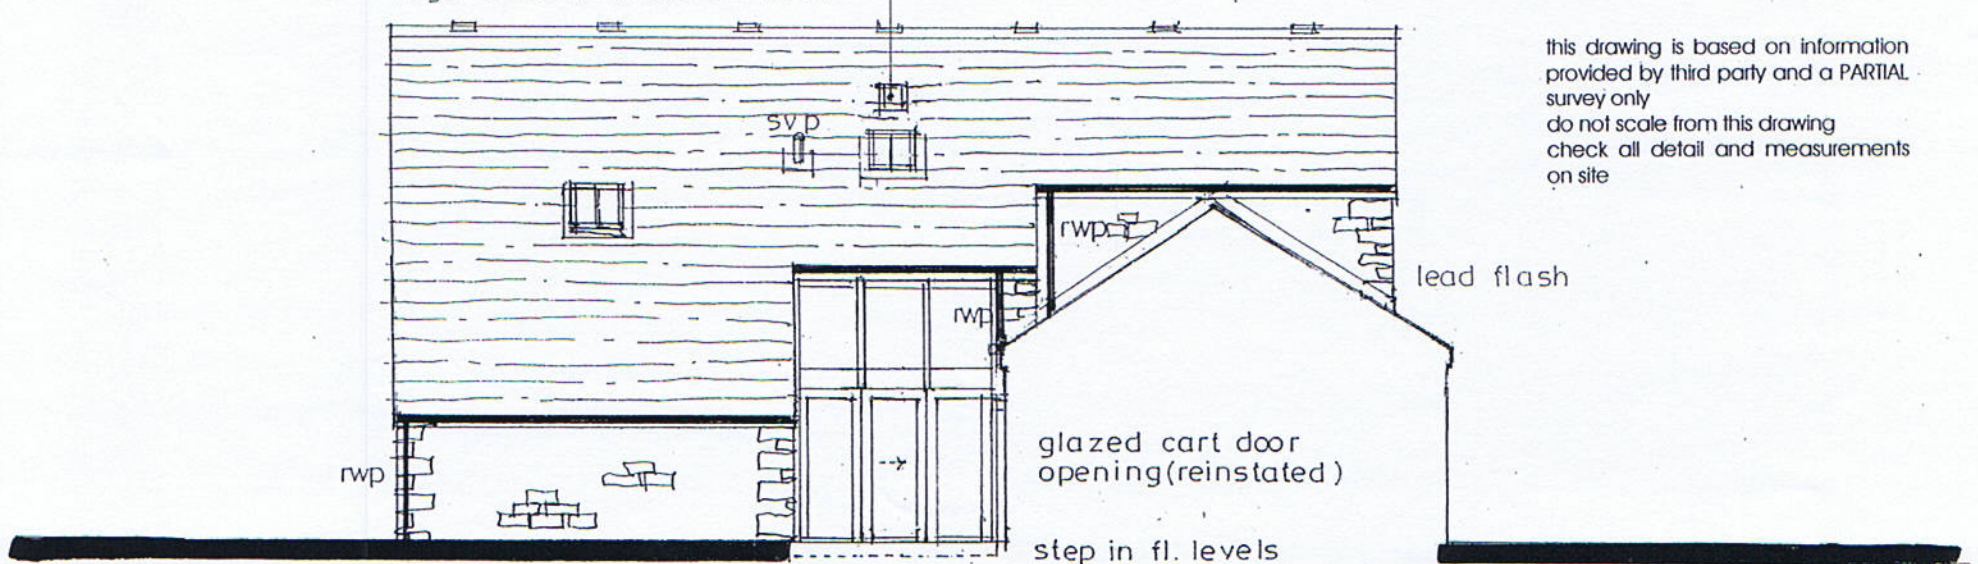 this drawing is based on information
provided by third party and a PARTIAL
survey only
do not scale from this drawing
check all detail and measurements
on site
svp
rwp
lead flash
rwp
glazed cart door
opening(reinstated)
rwp
step in fl. levels